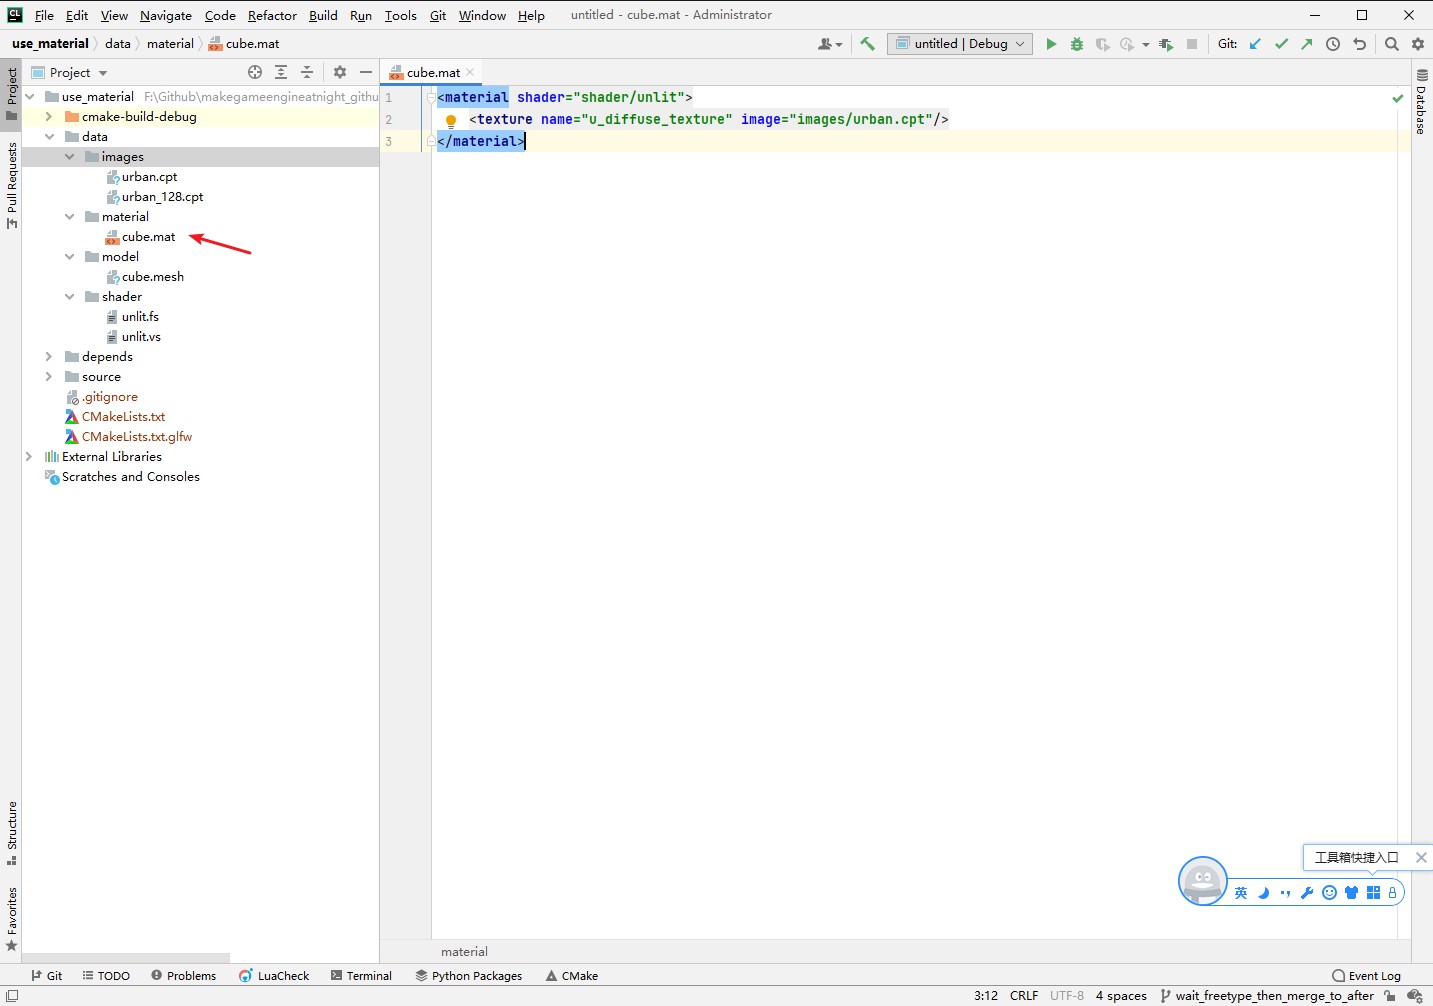 CL File Edit View Navigate Code Refactor Build Run Tools Git Window Help untitled - cube.mat - Administrator
use_material data material cube.mat untitled | Debug Git:
Project
cube.mat
use_material F:\Github\makegameengineatnight_githu
cmake-build-debug
data
images
urban.cpt
urban_128.cpt
material
cube.mat
model
cube.mesh
shader
unlit.fs
unlit.vs
depends
source
.gitignore
CMakeLists.txt
CMakeLists.txt.glfw
External Libraries
Scratches and Consoles
1 <material shader="shader/unlit">
2 <texture name="u_diffuse_texture" image="images/urban.cpt"/>
3 </material>
Project
Pull Requests
Structure
Favorites
Database
工具箱快捷入口
英
material
Git TODO Problems LuaCheck Terminal Python Packages CMake Event Log
3:12 CRLF UTF-8 4 spaces wait_freetype_then_merge_to_after